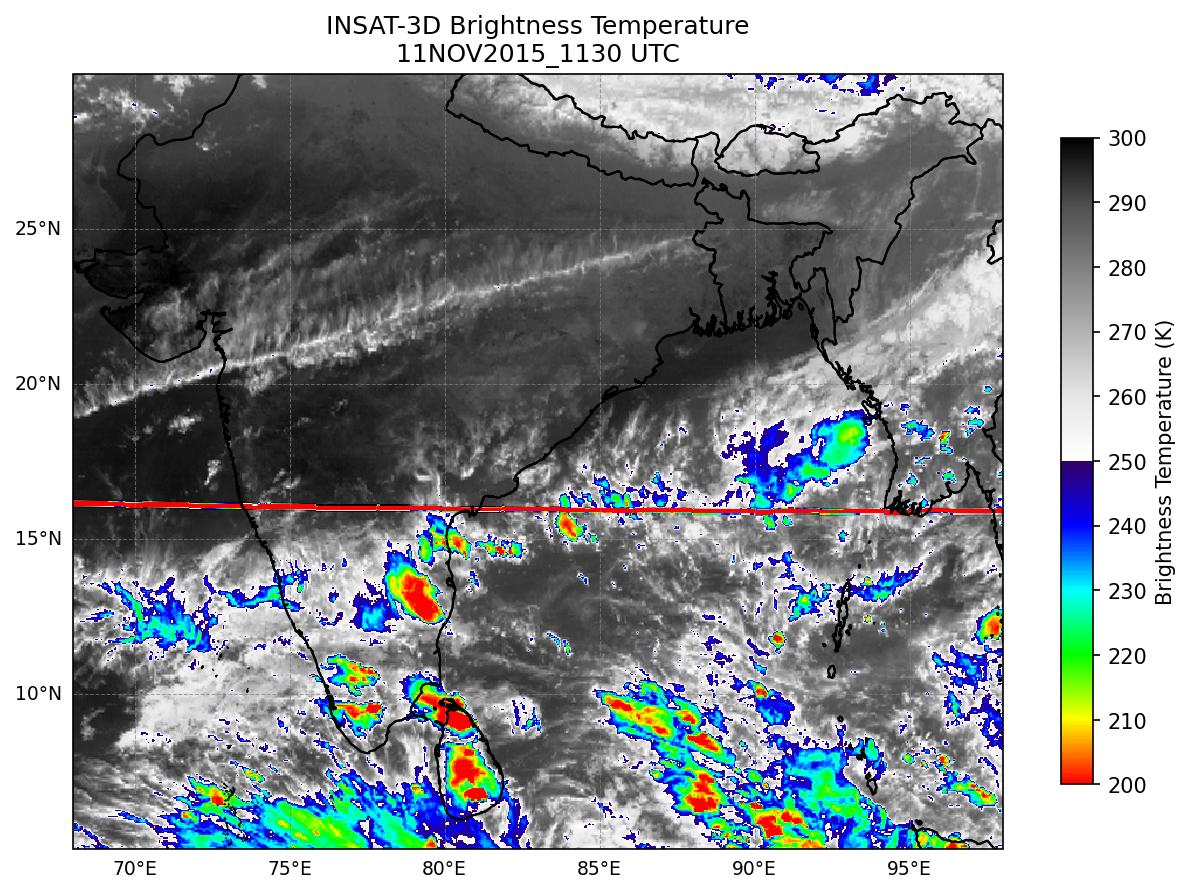 INSAT-3D Brightness Temperature
11NOV2015_1130 UTC
25°N
20°N
15°N
10°N
70°E
75°E
80°E
85°E
90°E
95°E
300
290
280
270
260
250
240
230
220
210
200
Brightness Temperature (K)